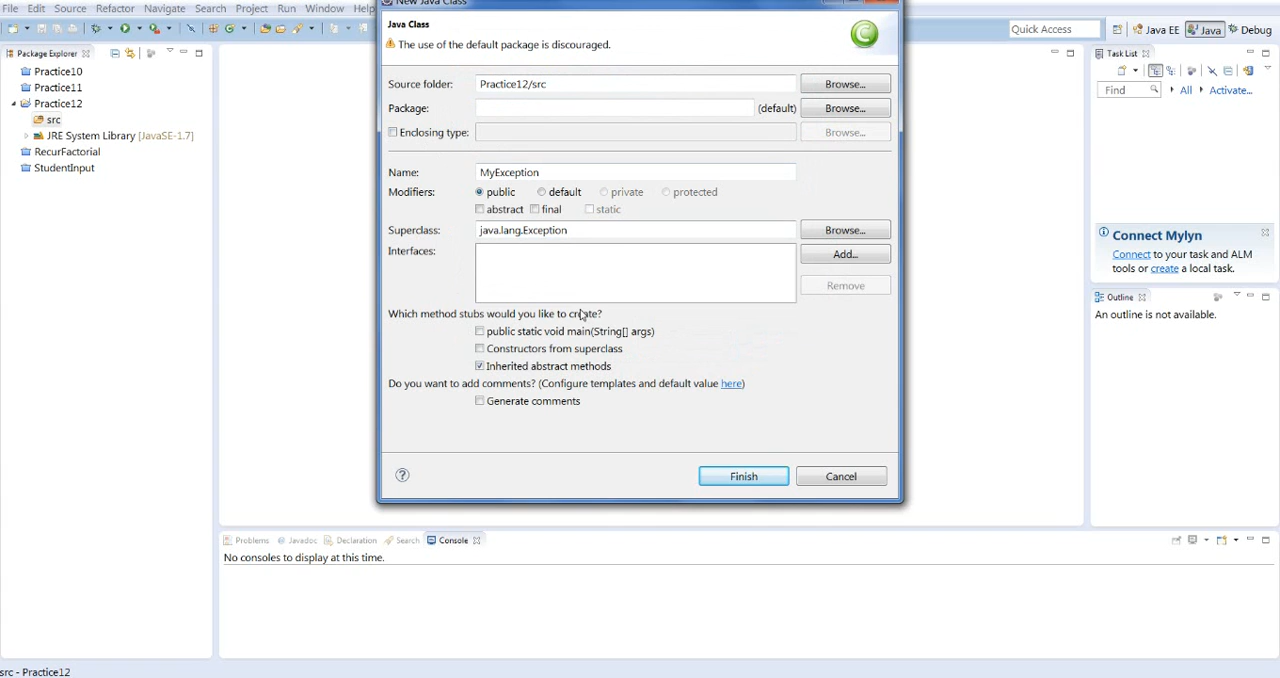 New Java Class
File Edit Source Refactor Navigate Search Project Run Window Help
Java Class
The use of the default package is discouraged.
Quick Access
Java EE
Java
Debug
Package Explorer
Practice10
Practice11
Practice12
src
JRE System Library [JavaSE-1.7]
RecurFactorial
StudentInput
Source folder: Practice12/src Browse...
Package: (default) Browse...
Enclosing type: Browse...
Name: MyException
Modifiers: public default private protected
abstract final static
Superclass: java.lang.Exception Browse...
Interfaces: Add...
Remove
Which method stubs would you like to create?
public static void main(String[] args)
Constructors from superclass
Inherited abstract methods
Do you want to add comments? (Configure templates and default value here)
Generate comments
Finish Cancel
Task List
Find All Activate...
Connect Mylyn
Connect to your task and ALM
tools or create a local task.
Outline
An outline is not available.
Problems Javadoc Declaration Search Console
No consoles to display at this time.
src - Practice12